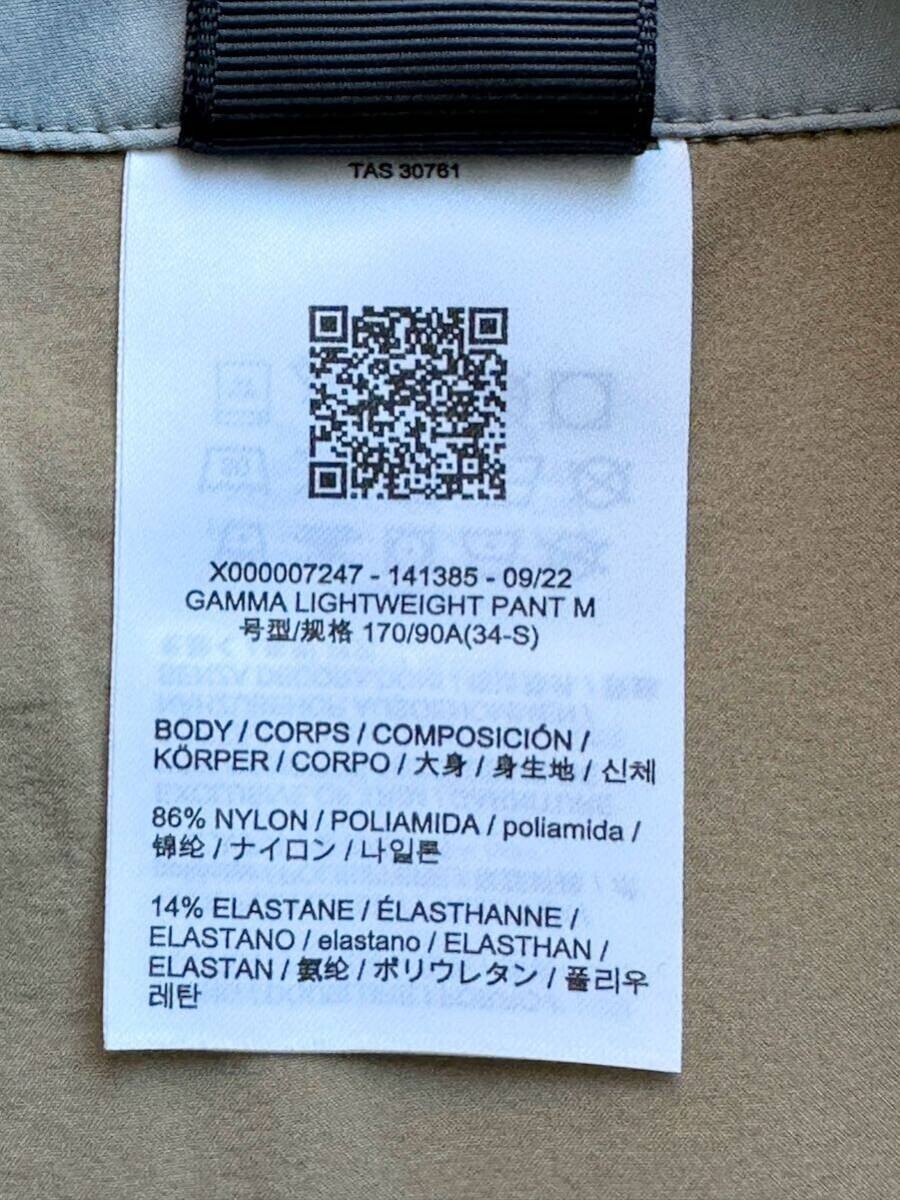 TAS 30761
X000007247 - 141385 - 09/22
GAMMA LIGHTWEIGHT PANT M
号型/规格 170/90A(34-S)
BODY / CORPS / COMPOSICIÓN /
KÖRPER / CORPO / 大身 / 身生地 / 신체
86% NYLON / POLIAMIDA / poliamida /
锦纶 / ナイロン / 나일론
14% ELASTANE / ÉLASTHANNE /
ELASTANO / elastano / ELASTHAN /
ELASTAN / 氨纶 / ポリウレタン / 폴리우
레탄